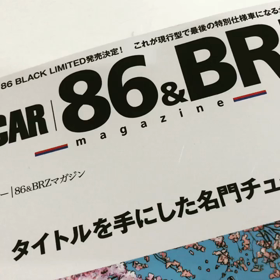 86 BLACK LIMITED発売決定! これが現行型で最後の特別仕様車になる
CAR | 86&BR
magazine
ー|86&BRZマガジン
タイトルを手にした名門チュ